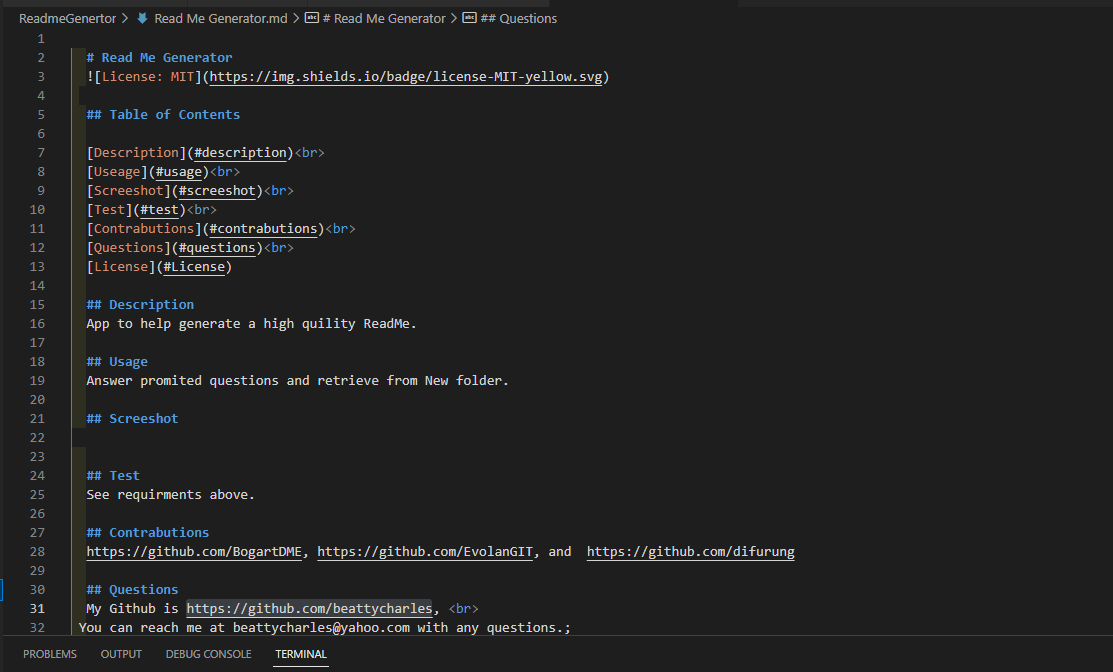 ReadmeGenertor > Read Me Generator.md > # Read Me Generator > ## Questions
1
2 # Read Me Generator
3 ![License: MIT](https://img.shields.io/badge/license-MIT-yellow.svg)
4
5 ## Table of Contents
6
7 [Description](#description)<br>
8 [Useage](#usage)<br>
9 [Screeshot](#screeshot)<br>
10 [Test](#test)<br>
11 [Contrabutions](#contrabutions)<br>
12 [Questions](#questions)<br>
13 [License](#License)
14
15 ## Description
16 App to help generate a high quility ReadMe.
17
18 ## Usage
19 Answer promited questions and retrieve from New folder.
20
21 ## Screeshot
22
23
24 ## Test
25 See requirments above.
26
27 ## Contrabutions
28 https://github.com/BogartDME, https://github.com/EvolanGIT, and  https://github.com/difurung
29
30 ## Questions
31 My Github is https://github.com/beattycharles, <br>
32 You can reach me at beattycharles@yahoo.com with any questions.;
PROBLEMS OUTPUT DEBUG CONSOLE TERMINAL